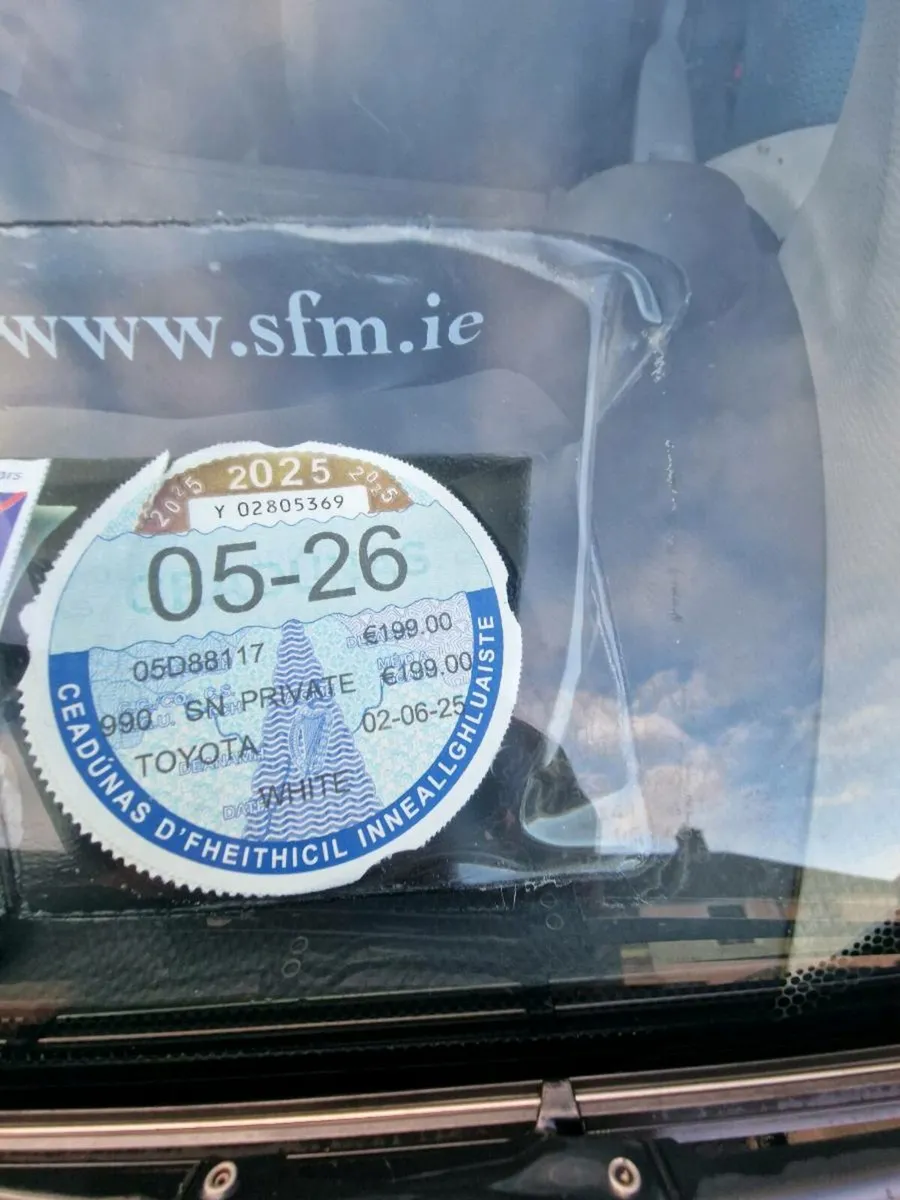 www.sfm.ie
2025 2025 2025
Y 02805369
05-26
05D88117 €199.00
€199.00
990 SN PRIVATE
02-06-25
TOYOTA
WHITE
CEADÚNAS D'FHEITHICIL INNEALLGHLUAISTE